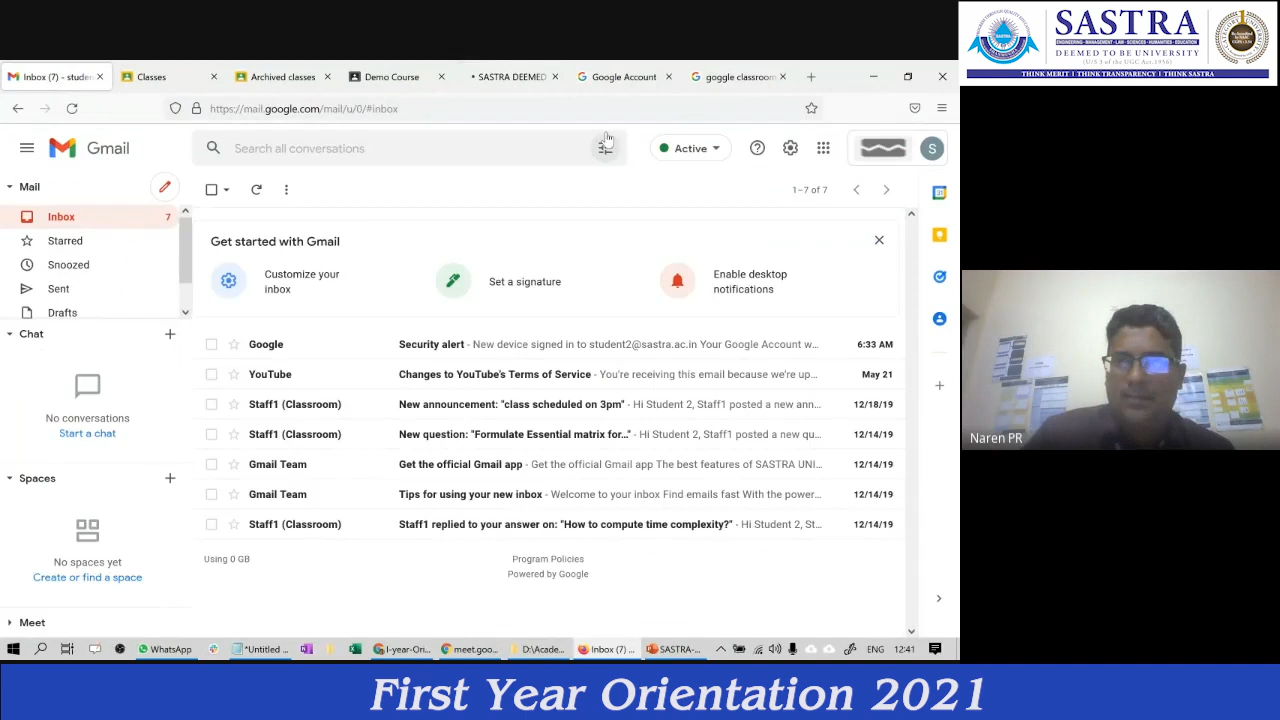 SASTRA
ENGINEERING · MANAGEMENT · LAW · SCIENCES · HUMANITIES · EDUCATION
DEEMED TO BE UNIVERSITY
(U/S 3 of the UGC Act, 1956)
THINK MERIT | THINK TRANSPARENCY | THINK SASTRA
Inbox (7) - studen
Classes
Archived classes
Demo Course
SASTRA DEEMED
Google Account
goggle classroom
https://mail.google.com/mail/u/0/#inbox
Gmail
Search all conversations
Active
S
Mail
1–7 of 7
Inbox 7
Starred
Snoozed
Sent
Drafts
Get started with Gmail
Customize your inbox
Set a signature
Enable desktop notifications
Chat
No conversations
Start a chat
Google Security alert - New device signed in to student2@sastra.ac.in Your Google Account w... 6:33 AM
YouTube Changes to YouTube's Terms of Service - You're receiving this email because we're up... May 21
Staff1 (Classroom) New announcement: "class scheduled on 3pm" - Hi Student 2, Staff1 posted a new ann... 12/18/19
Staff1 (Classroom) New question: "Formulate Essential matrix for..." - Hi Student 2, Staff1 posted a new qu... 12/14/19
Gmail Team Get the official Gmail app - Get the official Gmail app The best features of SASTRA UNI... 12/14/19
Gmail Team Tips for using your new inbox - Welcome to your inbox Find emails fast With the power... 12/14/19
Staff1 (Classroom) Staff1 replied to your answer on: "How to compute time complexity?" - Hi Student 2, St... 12/14/19
Spaces
No spaces yet
Create or find a space
Using 0 GB
Program Policies
Powered by Google
Meet
Naren PR
WhatsApp
*Untitled ...
I-year-Ori...
meet.goo...
D:\Acade...
Inbox (7) ...
SASTRA-...
ENG
12:41
First Year Orientation 2021